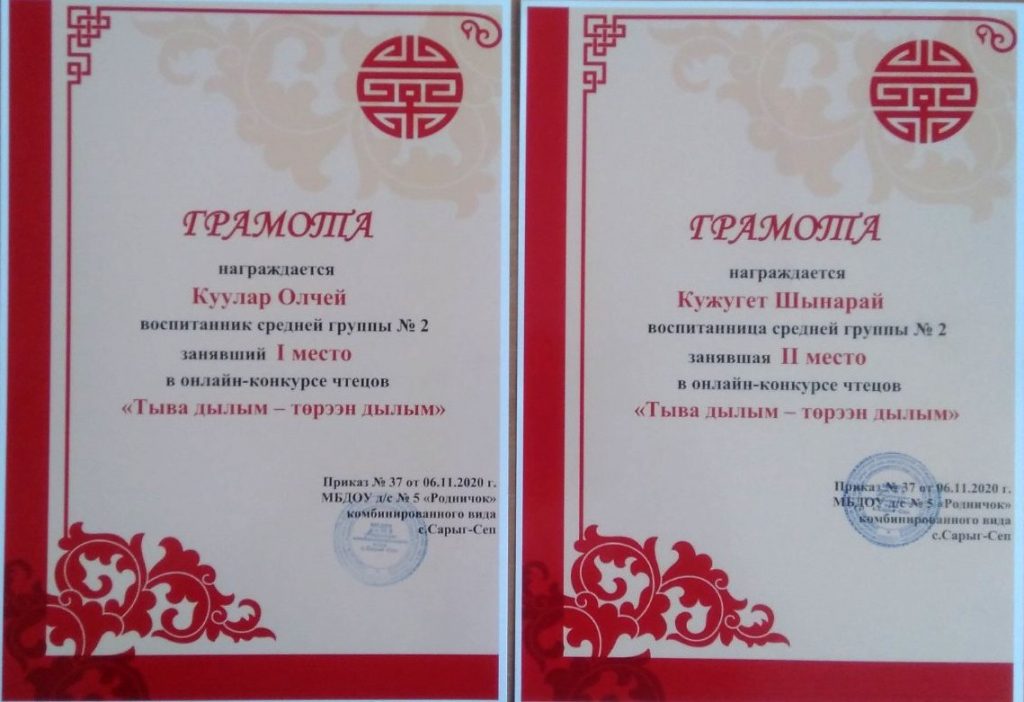 ГРАМОТА
награждается
Куулар Олчей
воспитанник средней группы № 2
занявший I место
в онлайн-конкурсе чтецов
«Тыва дылым – төрээн дылым»
Приказ № 37 от 06.11.2020 г.
МБДОУ д/с № 5 «Родничок»
комбинированного вида
с.Сарыг-Сеп
ГРАМОТА
награждается
Кужугет Шынарай
воспитанница средней группы № 2
занявшая II место
в онлайн-конкурсе чтецов
«Тыва дылым – төрээн дылым»
Приказ № 37 от 06.11.2020 г.
МБДОУ д/с № 5 «Родничок»
комбинированного вида
с.Сарыг-Сеп